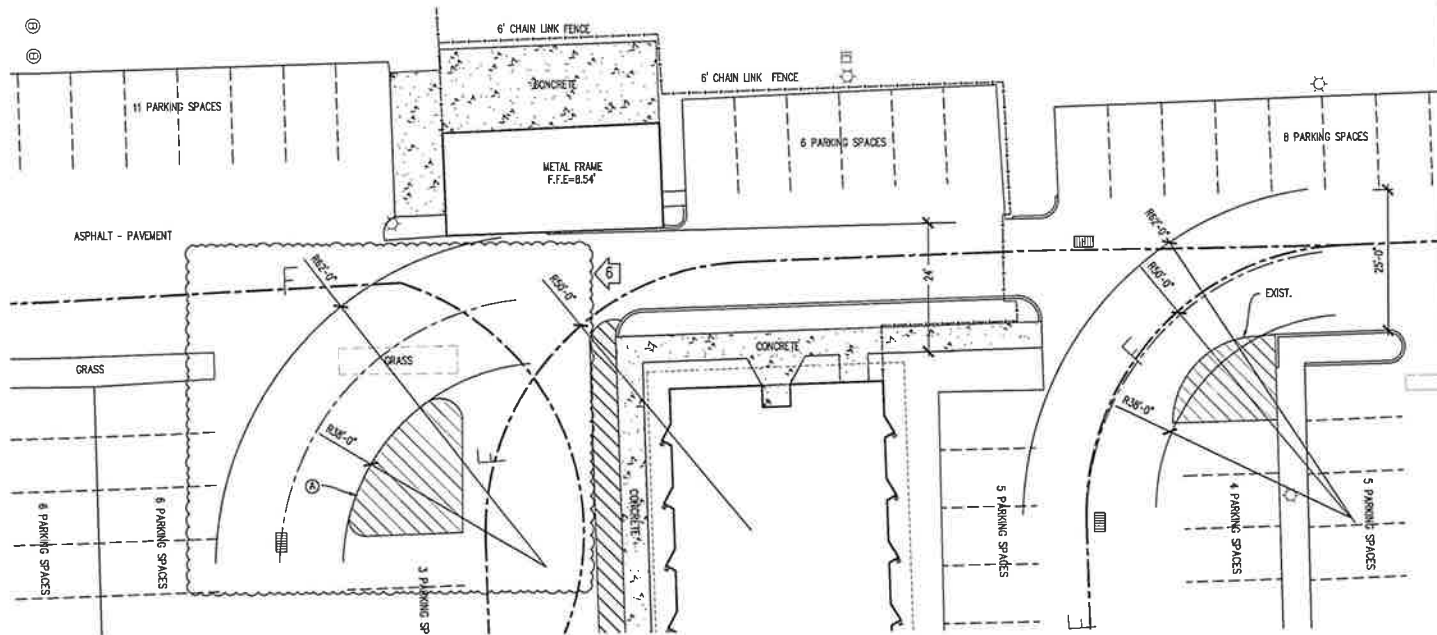 B
B
6' CHAIN LINK FENCE
CONCRETE
6' CHAIN LINK FENCE
11 PARKING SPACES
6 PARKING SPACES
8 PARKING SPACES
METAL FRAME
F.F.E=8.54'
ASPHALT - PAVEMENT
R62'-0"
R50'-0"
6
24'
R62'-0"
R50'-0"
25'-0"
EXIST.
GRASS
GRASS
CONCRETE
R38'-0"
R38'-0"
A
CONCRETE
6 PARKING SPACES
6 PARKING SPACES
3 PARKING SP
5 PARKING SPACES
4 PARKING SPACES
5 PARKING SPACES